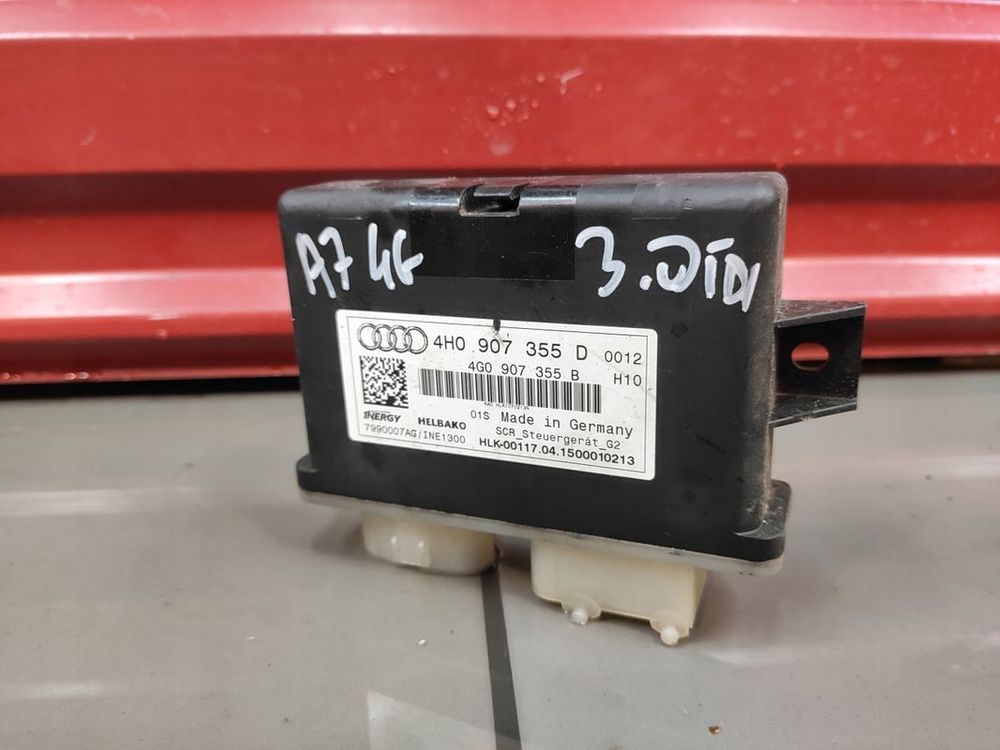 A7 4G 3.0TDI
4H0 907 355 D 0012
4G0 907 355 B H10
01S Made in Germany
INERGY HELBAKO SCR_Steuergerät_G2
7990007AG/INE1300 HLK-00117.04.1500010213